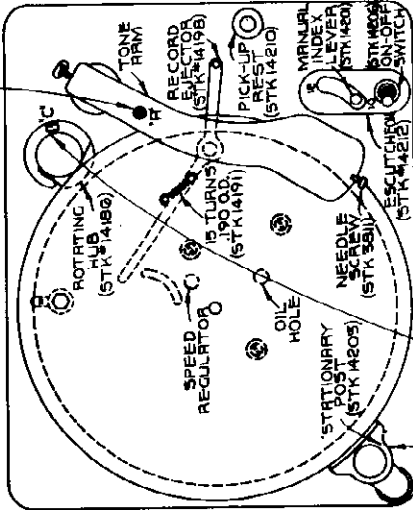 TONE
ARM
RECORD
EJECTOR
(STK#14198)
PICK-UP
REST
(STK 14210)
MANUAL
INDEX
LEVER
(STK 14201)
ON-OFF
SWITCH
ESCUTCHEON
(STK#14212)
"C"
"A"
ROTATING
HUB
(STK#14180)
15 TURNS
.190 O.D.
(STK 14191)
SPEED
REGULATOR
OIL
HOLE
NEEDLE
SCREW
(STK 3811)
STATIONARY
POST
(STK 14205)